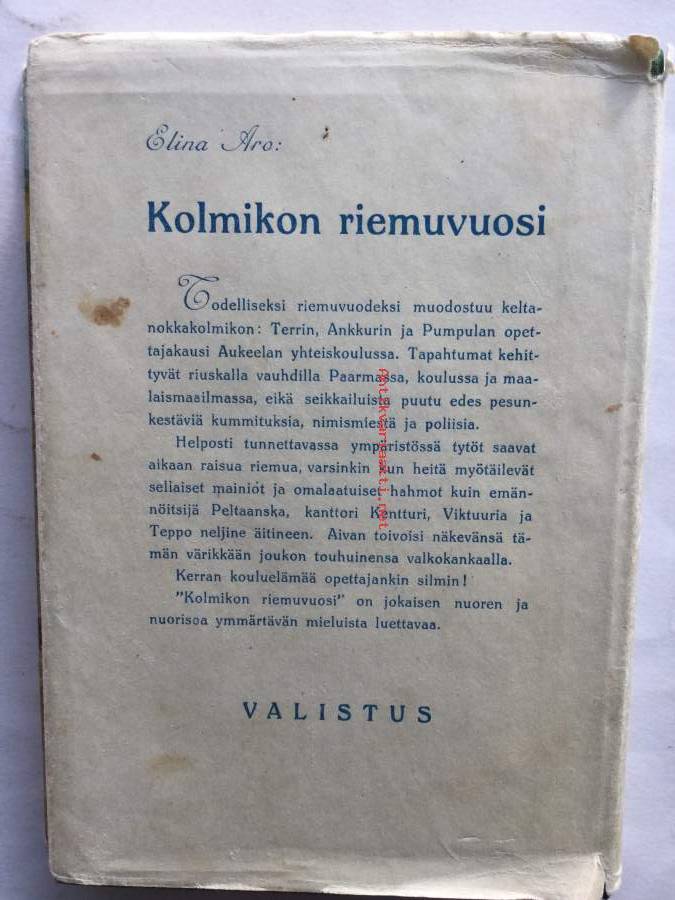 Elina Aro:
Kolmikon riemuvuosi
Todelliseksi riemuvuodeksi muodostuu kelta-
nokkakolmikon: Terrin, Ankkurin ja Pumpulan opet-
tajakausi Aukeelan yhteiskoulussa. Tapahtumat kehit-
tyvät riuskalla vauhdilla Paarmassa, koulussa ja maa-
laismaailmassa, eikä seikkailuista puutu edes pesun-
kestäviä kummituksia, nimismiestä ja poliisia.
Helposti tunnettavassa ympäristössä tytöt saavat
aikaan raisua riemua, varsinkin kun heitä myötäilevät
sellaiset mainiot ja omalaatuiset hahmot kuin emän-
nöitsijä Peltaanska, kanttori Kentturi, Viktuuria ja
Teppo neljine äitineen. Aivan toivoisi näkevänsä tä-
män värikkään joukon touhuinensa valkokankaalla.
Kerran kouluelämää opettajankin silmin!
"Kolmikon riemuvuosi" on jokaisen nuoren ja
nuorisoa ymmärtävän mieluista luettavaa.
VALISTUS
Antikvariaatti.net